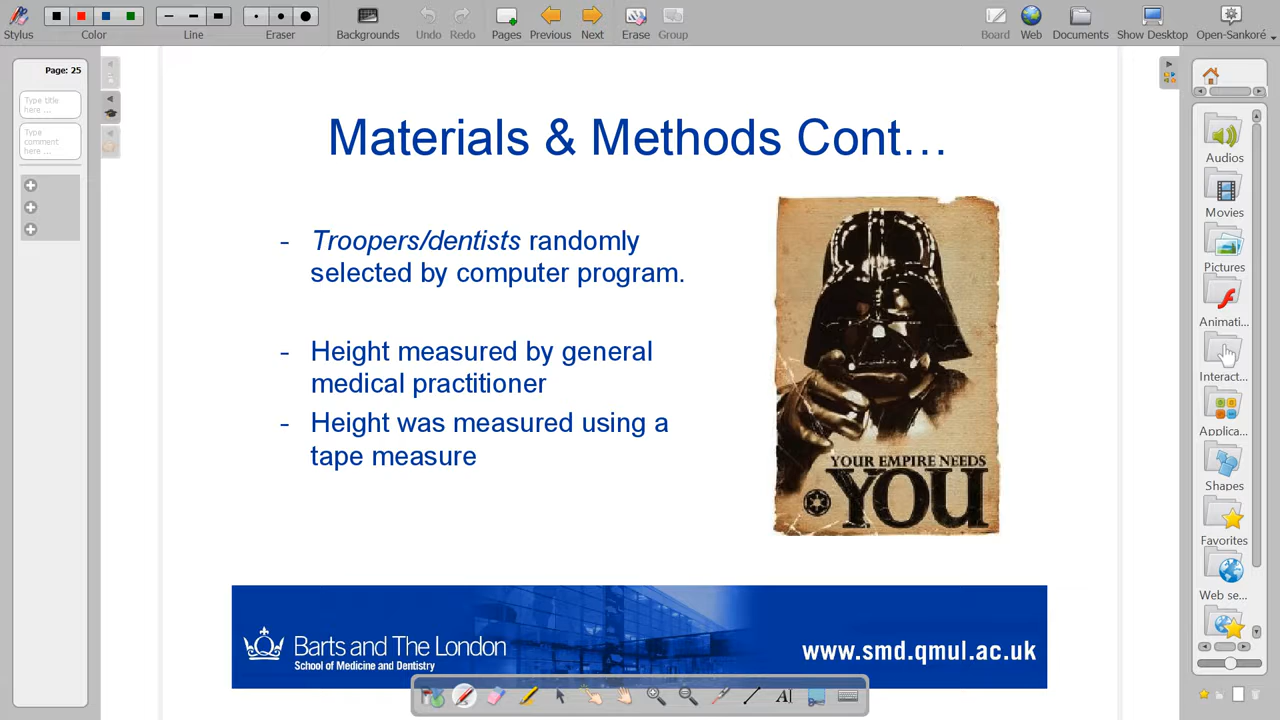 Stylus
Color
Line
Eraser
Backgrounds
Undo
Redo
Pages
Previous
Next
Erase
Group
Board
Web
Documents
Show Desktop
Open-Sankoré
Page: 25
Type title
here ...
Type
comment
here ...
Materials & Methods Cont…
- Troopers/dentists randomly
selected by computer program.
- Height measured by general
medical practitioner
- Height was measured using a
tape measure
YOUR EMPIRE NEEDS
YOU
Barts and The London
School of Medicine and Dentistry
www.smd.qmul.ac.uk
Audios
Movies
Pictures
Animati...
Interact...
Applica...
Shapes
Favorites
Web se...